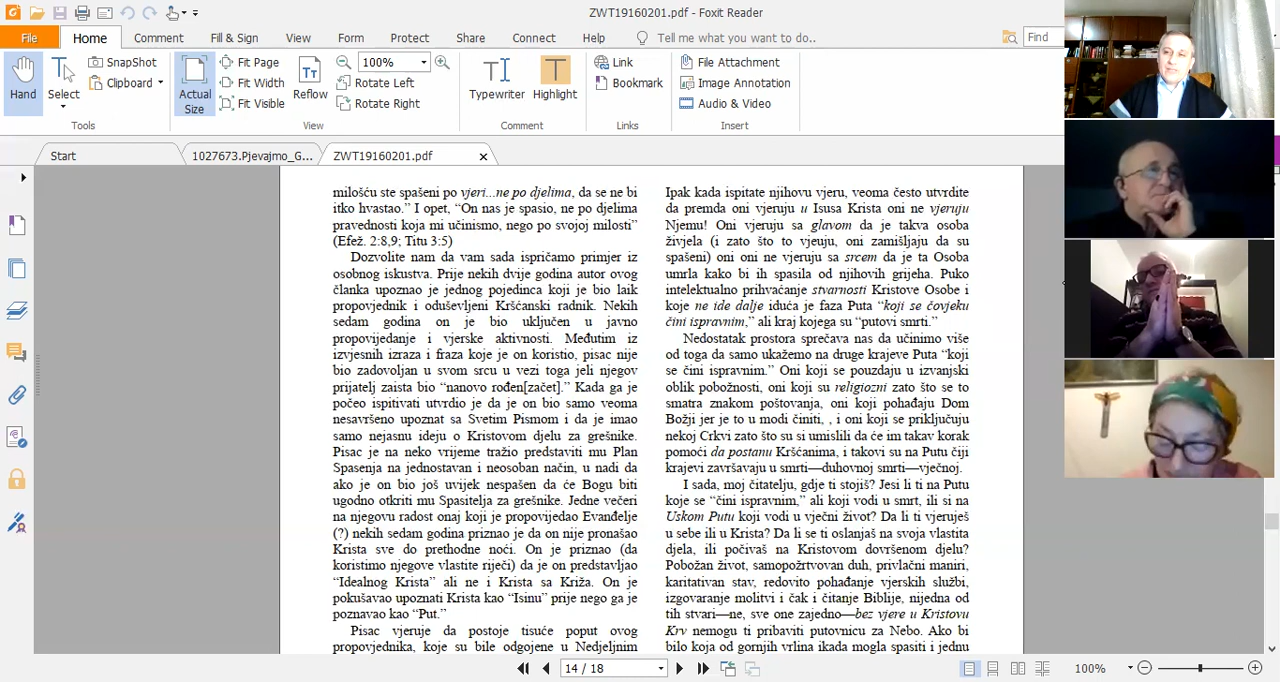 ZWT19160201.pdf - Foxit Reader
File
Home
Comment
Fill & Sign
View
Form
Protect
Share
Connect
Help
Tell me what you want to do..
Find
Hand
Select
SnapShot
Clipboard
Actual
Size
Fit Page
Fit Width
Fit Visible
Reflow
100%
Rotate Left
Rotate Right
Typewriter
Highlight
Link
Bookmark
File Attachment
Image Annotation
Audio & Video
Tools
View
Comment
Links
Insert
Start
1027673.Pjevajmo_G...
ZWT19160201.pdf
milošću ste spašeni po vjeri...ne po djelima, da se ne bi
itko hvastao.” I opet, “On nas je spasio, ne po djelima
pravednosti koja mi učinismo, nego po svojoj milosti”
(Efež. 2:8,9; Titu 3:5)
Dozvolite nam da vam sada ispričamo primjer iz
osobnog iskustva. Prije nekih dvije godina autor ovog
članka upoznao je jednog pojedinca koji je bio laik
propovjednik i oduševljeni Kršćanski radnik. Nekih
sedam godina on je bio uključen u javno
propovijedanje i vjerske aktivnosti. Međutim iz
izvjesnih izraza i fraza koje je on koristio, pisac nije
bio zadovoljan u svom srcu u vezi toga jeli njegov
prijatelj zaista bio “nanovo rođen[začet].” Kada ga je
počeo ispitivati utvrdio je da je on bio samo veoma
nesavršeno upoznat sa Svetim Pismom i da je imao
samo nejasnu ideju o Kristovom djelu za grešnike.
Pisac je na neko vrijeme tražio predstaviti mu Plan
Spasenja na jednostavan i neosoban način, u nadi da
ako je on bio još uvijek nespašen da će Bogu biti
ugodno otkriti mu Spasitelja za grešnike. Jedne večeri
na njegovu radost onaj koji je propovijedao Evanđelje
(?) nekih sedam godina priznao je da on nije pronašao
Krista sve do prethodne noći. On je priznao (da
koristimo njegove vlastite riječi) da je on predstavljao
“Idealnog Krista” ali ne i Krista sa Križa. On je
pokušavao upoznati Krista kao “Isinu” prije nego ga je
poznavao kao “Put.”
Pisac vjeruje da postoje tisuće poput ovog
propovjednika, koje su bile odgojene u Nedjeljnim
Ipak kada ispitate njihovu vjeru, veoma često utvrdite
da premda oni vjeruju u Isusa Krista oni ne vjeruju
Njemu! Oni vjeruju sa glavom da je takva osoba
živjela (i zato što to vjeuju, oni zamišljaju da su
spašeni) oni oni ne vjeruju sa srcem da je ta Osoba
umrla kako bi ih spasila od njihovih grijeha. Puko
intelektualno prihvaćanje stvarnosti Kristove Osobe i
koje ne ide dalje iduća je faza Puta “koji se čovjeku
čini ispravnim,” ali kraj kojega su “putovi smrti.”
Nedostatak prostora sprečava nas da učinimo više
od toga da samo ukažemo na druge krajeve Puta “koji
se čini ispravnim.” Oni koji se pouzdaju u izvanjski
oblik pobožnosti, oni koji su religiozni zato što se to
smatra znakom poštovanja, oni koji pohađaju Dom
Božji jer je to u modi činiti, , i oni koji se priključuju
nekoj Crkvi zato što su si umislili da će im takav korak
pomoći da postanu Kršćanima, i takovi su na Putu čiji
krajevi završavaju u smrti—duhovnoj smrti—vječnoj.
I sada, moj čitatelju, gdje ti stojiš? Jesi li ti na Putu
koje se “čini ispravnim,” ali koji vodi u smrt, ili si na
Uskom Putu koji vodi u vječni život? Da li ti vjeruješ
u sebe ili u Krista? Da li se ti oslanjaš na svoja vlastita
djela, ili počivaš na Kristovom dovršenom djelu?
Pobožan život, samopožrtvovan duh, privlačni maniri,
karitativan stav, redovito pohađanje vjerskih službi,
izgovaranje molitvi i čak i čitanje Biblije, nijedna od
tih stvari—ne, sve one zajedno—bez vjere u Kristovu
Krv nemogu ti pribaviti putovnicu za Nebo. Ako bi
bilo koja od gornjih vrlina ikada mogla spasiti i jednu
14 / 18
100%